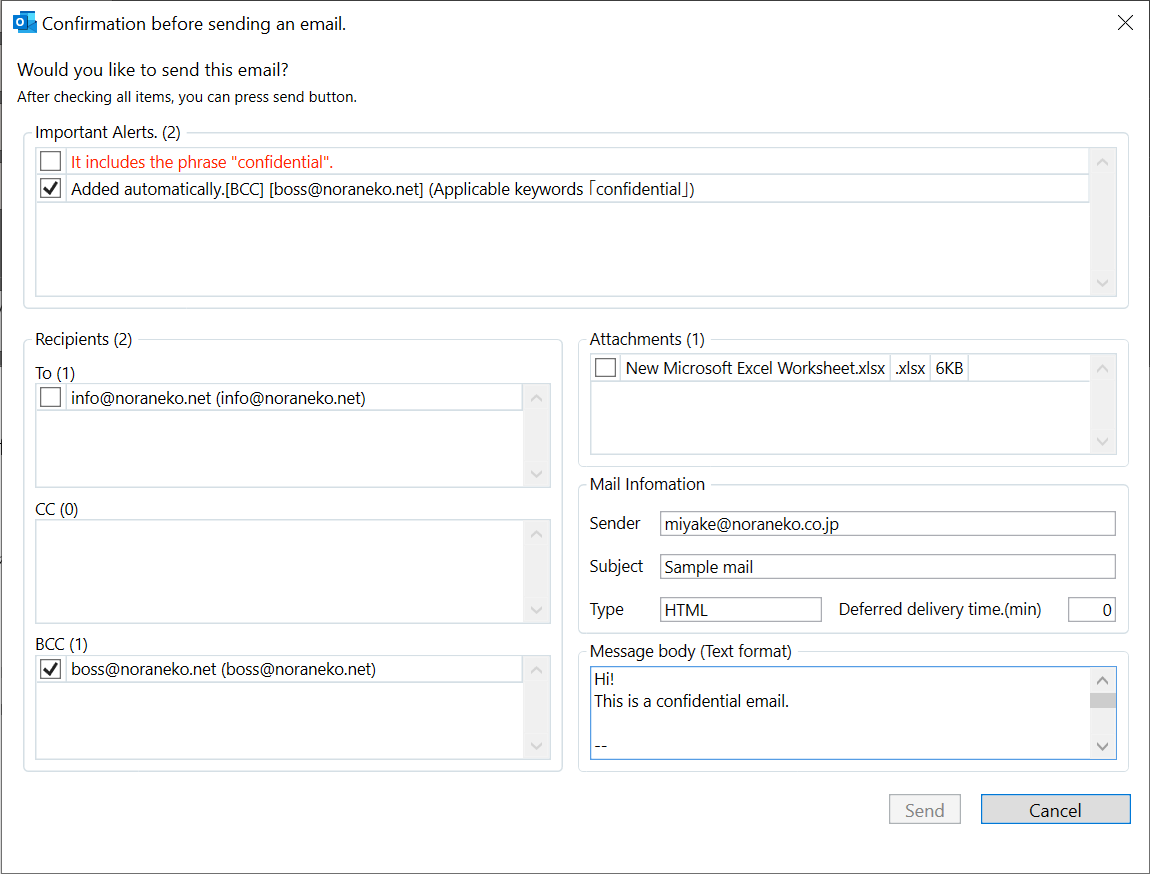 Confirmation before sending an email.
Would you like to send this email?
After checking all items, you can press send button.
Important Alerts. (2)
It includes the phrase "confidential".
Added automatically.[BCC] [boss@noraneko.net] (Applicable keywords「confidential」)
Recipients (2)
To (1)
info@noraneko.net (info@noraneko.net)
CC (0)
BCC (1)
boss@noraneko.net (boss@noraneko.net)
Attachments (1)
New Microsoft Excel Worksheet.xlsx .xlsx 6KB
Mail Infomation
Sender miyake@noraneko.co.jp
Subject Sample mail
Type HTML Deferred delivery time.(min) 0
Message body (Text format)
Hi!
This is a confidential email.
--
Send Cancel